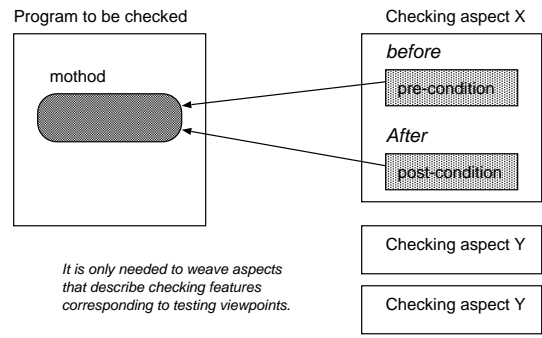 Program to be checked
Checking aspect X
mothod
before
pre-condition
After
post-condition
Checking aspect Y
Checking aspect Y
It is only needed to weave aspects
that describe checking features
corresponding to testing viewpoints.